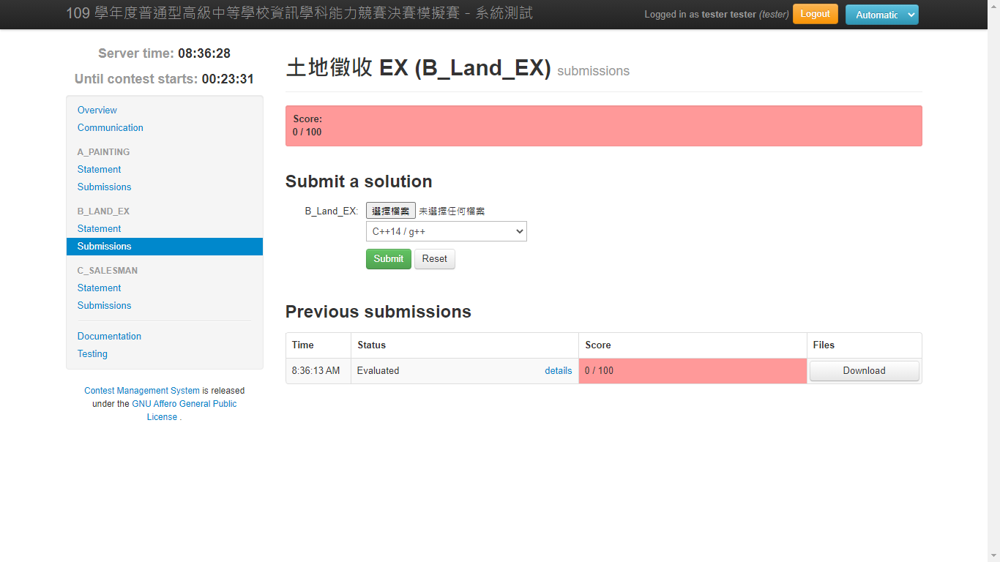 109 學年度普通型高級中等學校資訊學科能力競賽決賽模擬賽 - 系統測試
Logged in as tester tester (tester) Logout Automatic
Server time: 08:36:28
Until contest starts: 00:23:31
Overview
Communication
A_PAINTING
Statement
Submissions
B_LAND_EX
Statement
Submissions
C_SALESMAN
Statement
Submissions
Documentation
Testing
Contest Management System is released
under the GNU Affero General Public
License .
土地徵收 EX (B_Land_EX) submissions
Score:
0 / 100
Submit a solution
B_Land_EX: 選擇檔案 未選擇任何檔案
C++14 / g++
Submit Reset
Previous submissions
Time Status Score Files
8:36:13 AM Evaluated details 0 / 100 Download